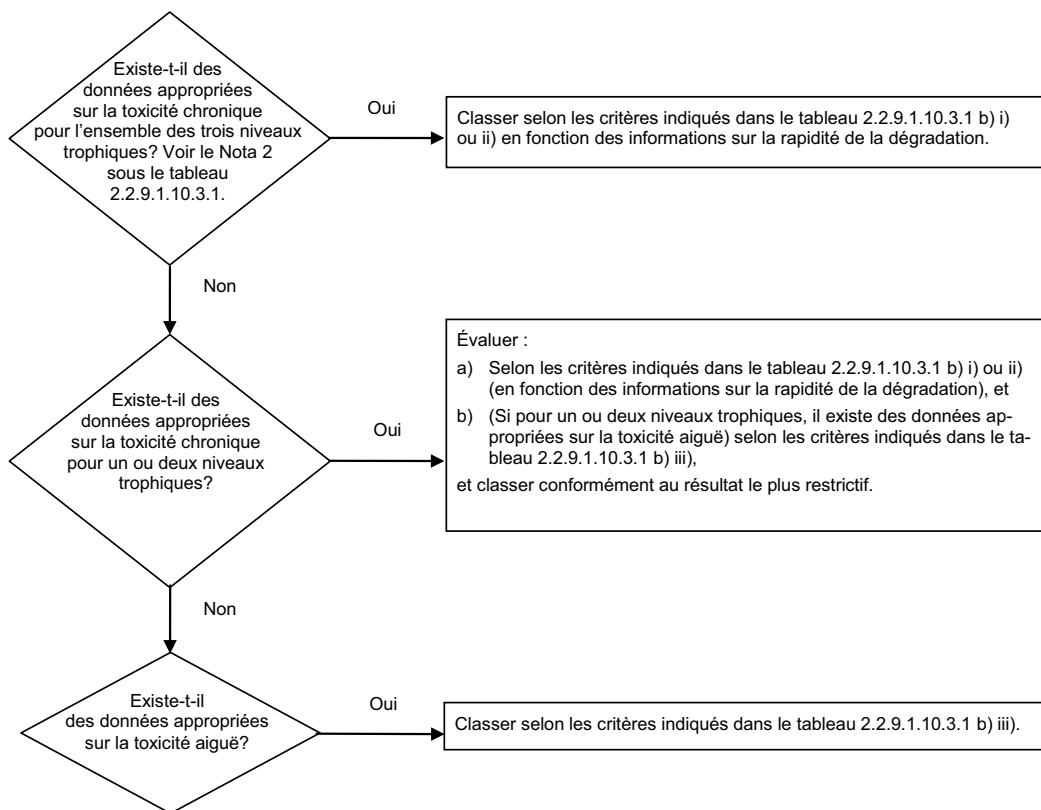 Existe-t-il des
données appropriées
sur la toxicité chronique
pour l'ensemble des trois niveaux
trophiques? Voir le Nota 2
sous le tableau
2.2.9.1.10.3.1.
Oui
Classer selon les critères indiqués dans le tableau 2.2.9.1.10.3.1 b) i)
ou ii) en fonction des informations sur la rapidité de la dégradation.
Non
Existe-t-il des
données appropriées
sur la toxicité chronique
pour un ou deux niveaux
trophiques?
Oui
Évaluer :
a) Selon les critères indiqués dans le tableau 2.2.9.1.10.3.1 b) i) ou ii)
(en fonction des informations sur la rapidité de la dégradation), et
b) (Si pour un ou deux niveaux trophiques, il existe des données ap-
propriées sur la toxicité aiguë) selon les critères indiqués dans le ta-
bleau 2.2.9.1.10.3.1 b) iii),
et classer conformément au résultat le plus restrictif.
Non
Existe-t-il
des données appropriées
sur la toxicité aiguë?
Oui
Classer selon les critères indiqués dans le tableau 2.2.9.1.10.3.1 b) iii).